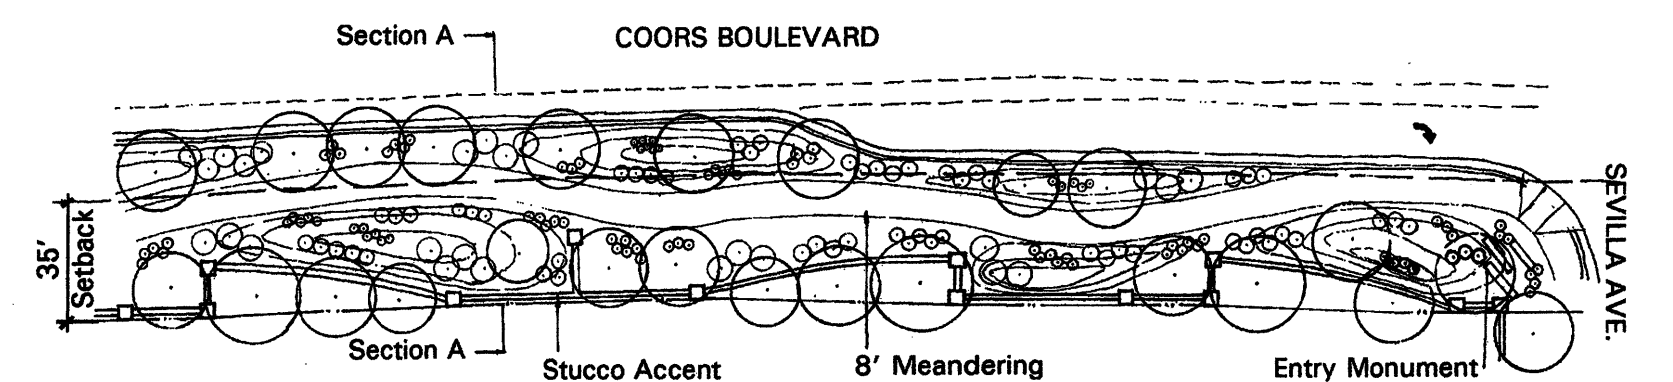 Section A
COORS BOULEVARD
SEVILLA AVE.
35'
Setback
Section A
Stucco Accent
8' Meandering
Entry Monument